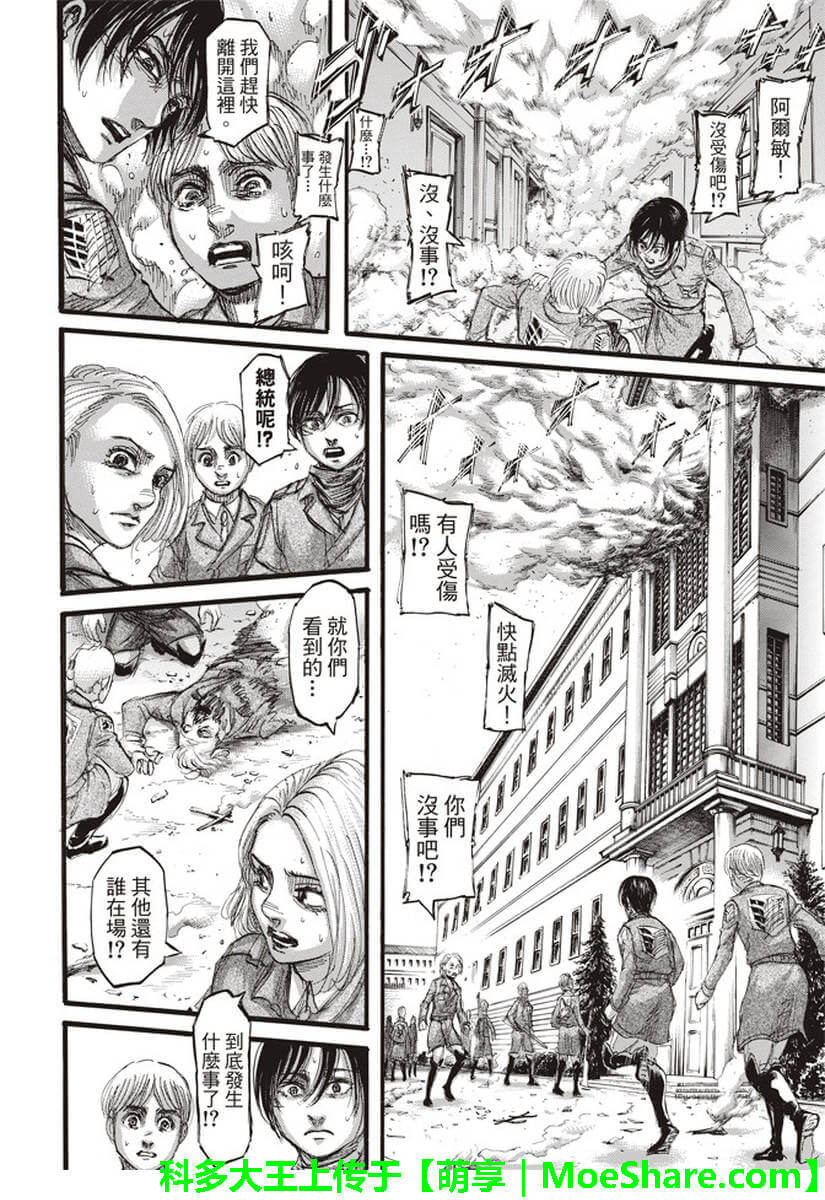 阿爾敏！
沒受傷吧!?
什麼…!?
沒、沒事!?
我們趕快
離開這裡。
發生什麼
事了…
咳呵！
有人受傷
嗎!?
快點滅火！
你們
沒事吧!?
總統呢!?
就你們
看到的…
其他還有
誰在場!?
到底發生
什麼事了!?
科多大王上传于【萌享】| MoeShare.com】